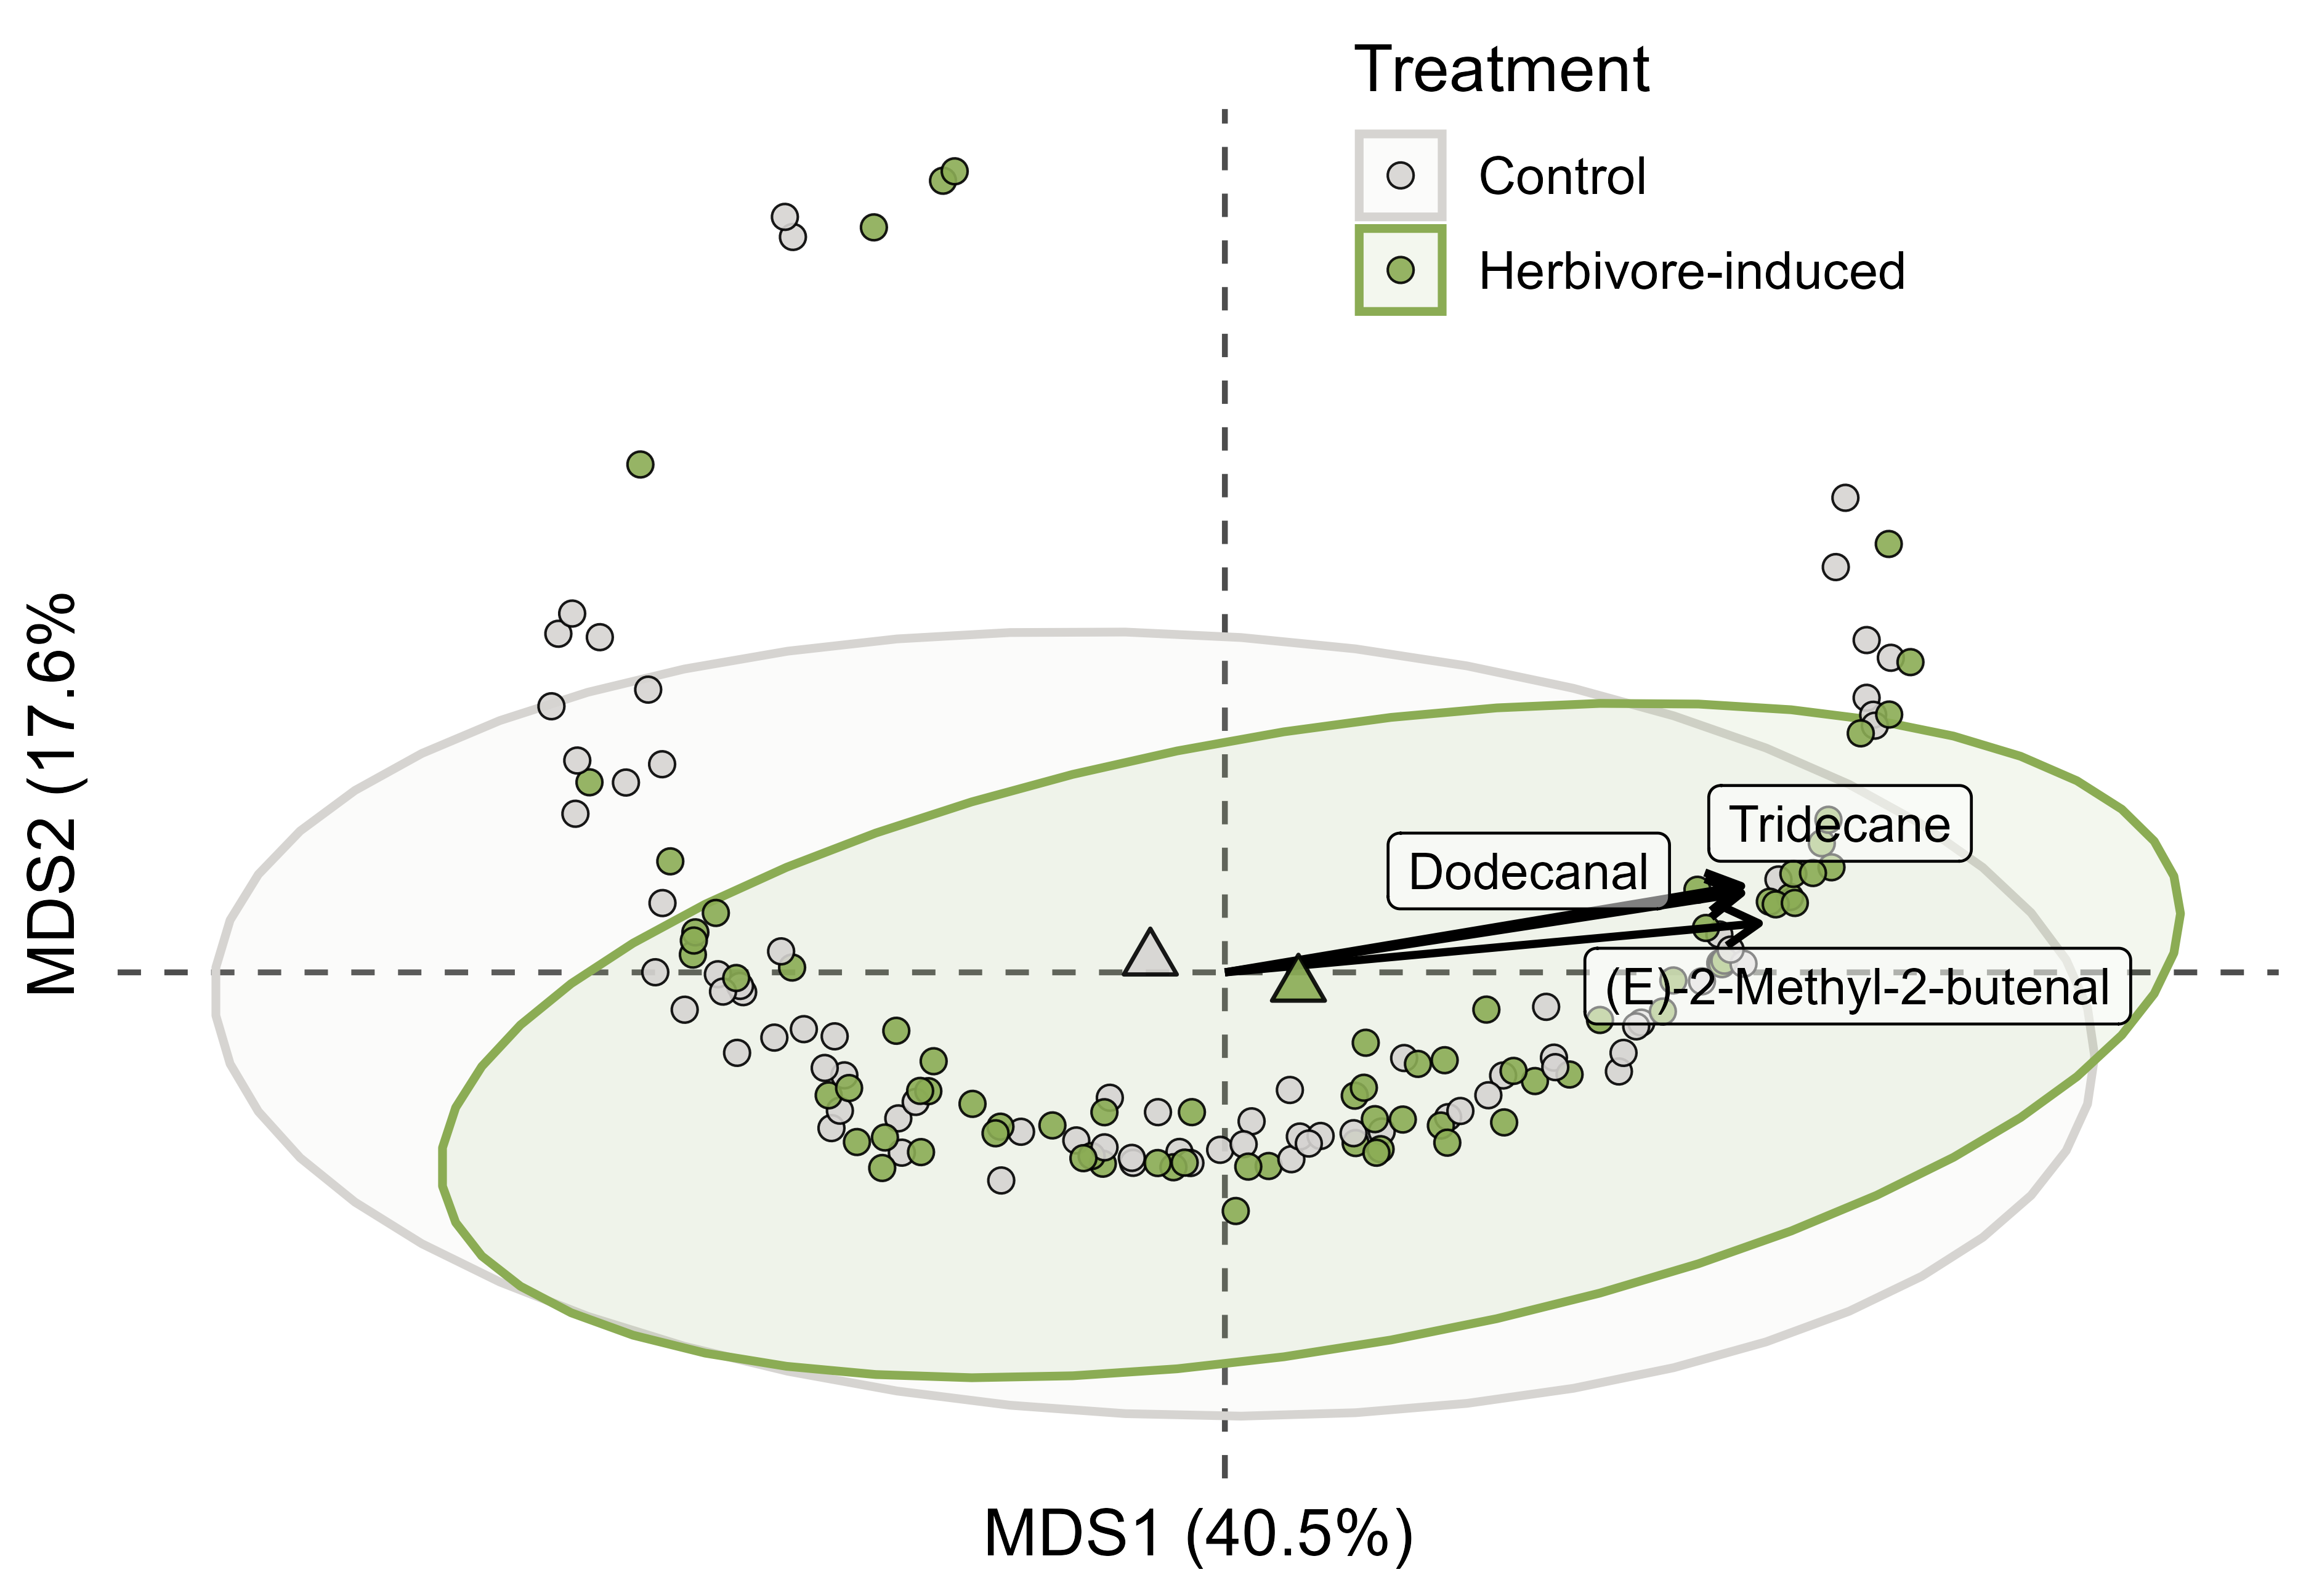 Treatment
Control
Herbivore-induced
MDS2 (17.6%
Tridecane
Dodecanal
(E)-2-Methyl-2-butenal
MDS1 (40.5%)